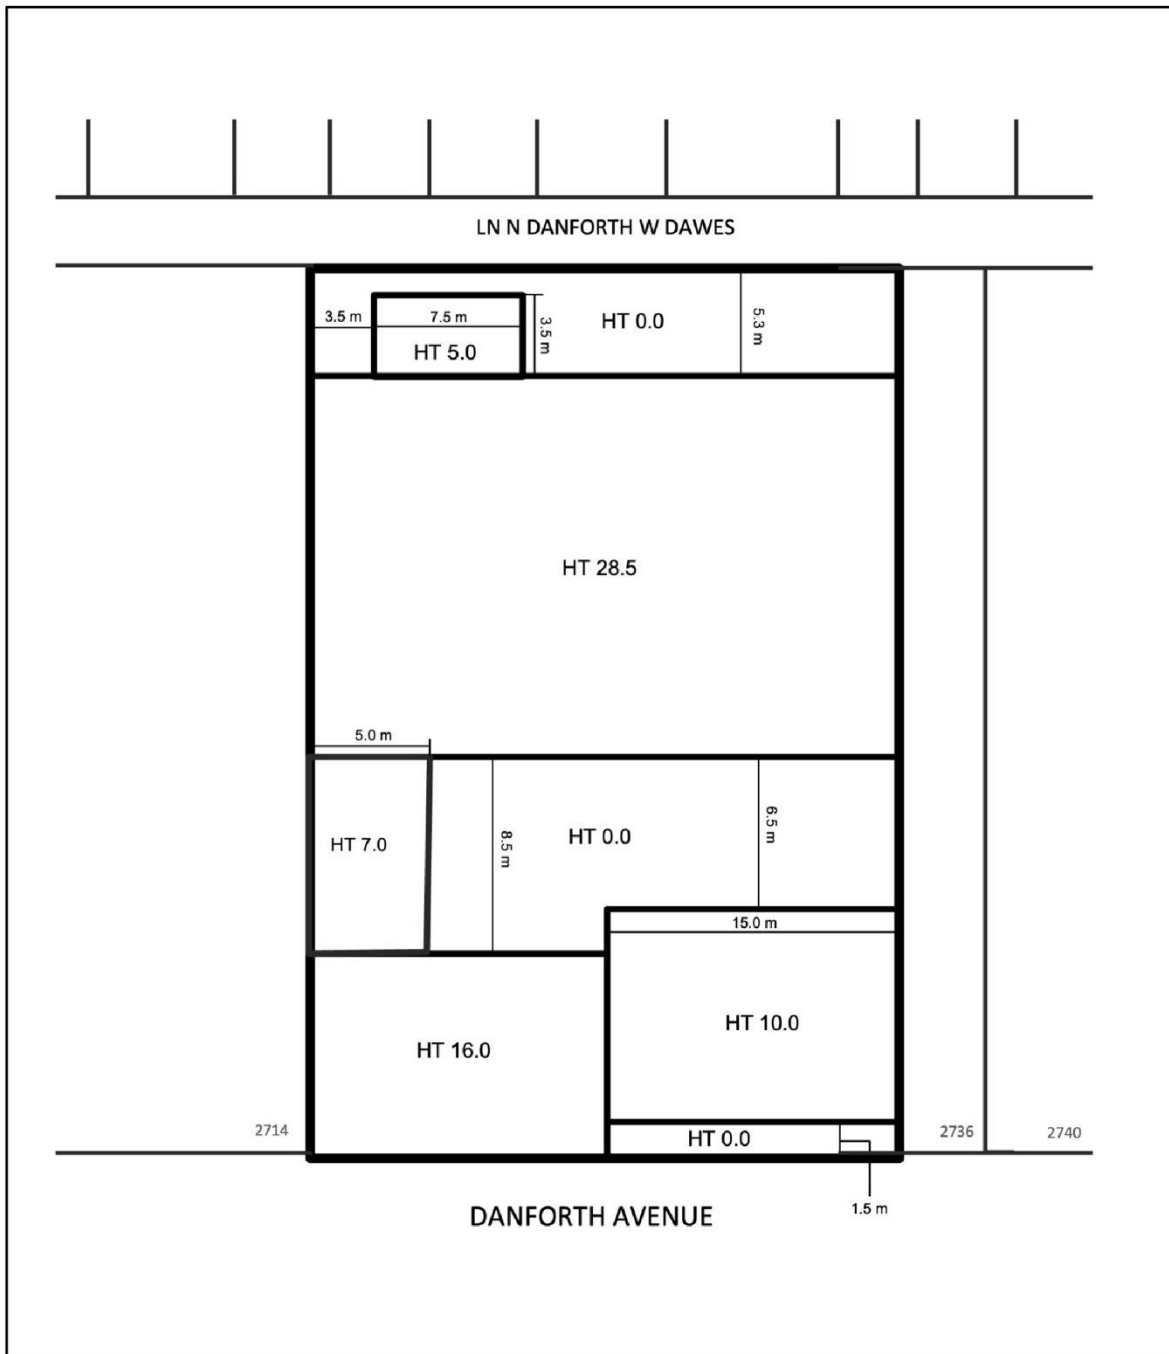 LN N DANFORTH W DAWES
3.5 m
7.5 m
3.5 m
HT 0.0
5.3 m
HT 5.0
HT 28.5
5.0 m
HT 7.0
8.5 m
HT 0.0
6.5 m
15.0 m
HT 10.0
HT 16.0
2714
HT 0.0
2736
2740
1.5 m
DANFORTH AVENUE